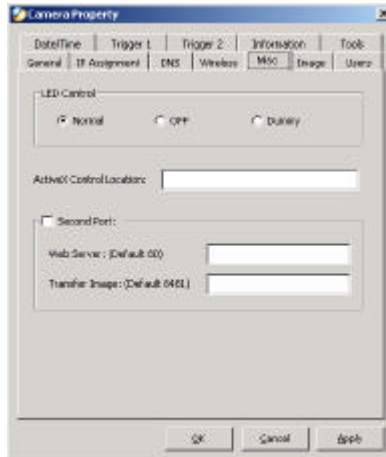 Camera Property
Date/Time Trigger 1 Trigger 2 Information Tools
General IP Assignment DNS Wireless Misc Image Users
LED Control
Normal OFF Dummy
ActiveX Control Location:
Second Port:
Web Server: (Default 80)
Transfer Image: (Default 8481)
OK Cancel Apply